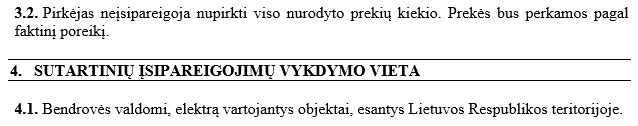 3.2. Pirkėjas neįsipareigoja nupirkti viso nurodyto prekių kiekio. Prekės bus perkamos pagal
faktinį poreikį.
4. SUTARTINIŲ ĮSIPAREIGOJIMŲ VYKDYMO VIETA
4.1. Bendrovės valdomi, elektrą vartojantys objektai, esantys Lietuvos Respublikos teritorijoje.